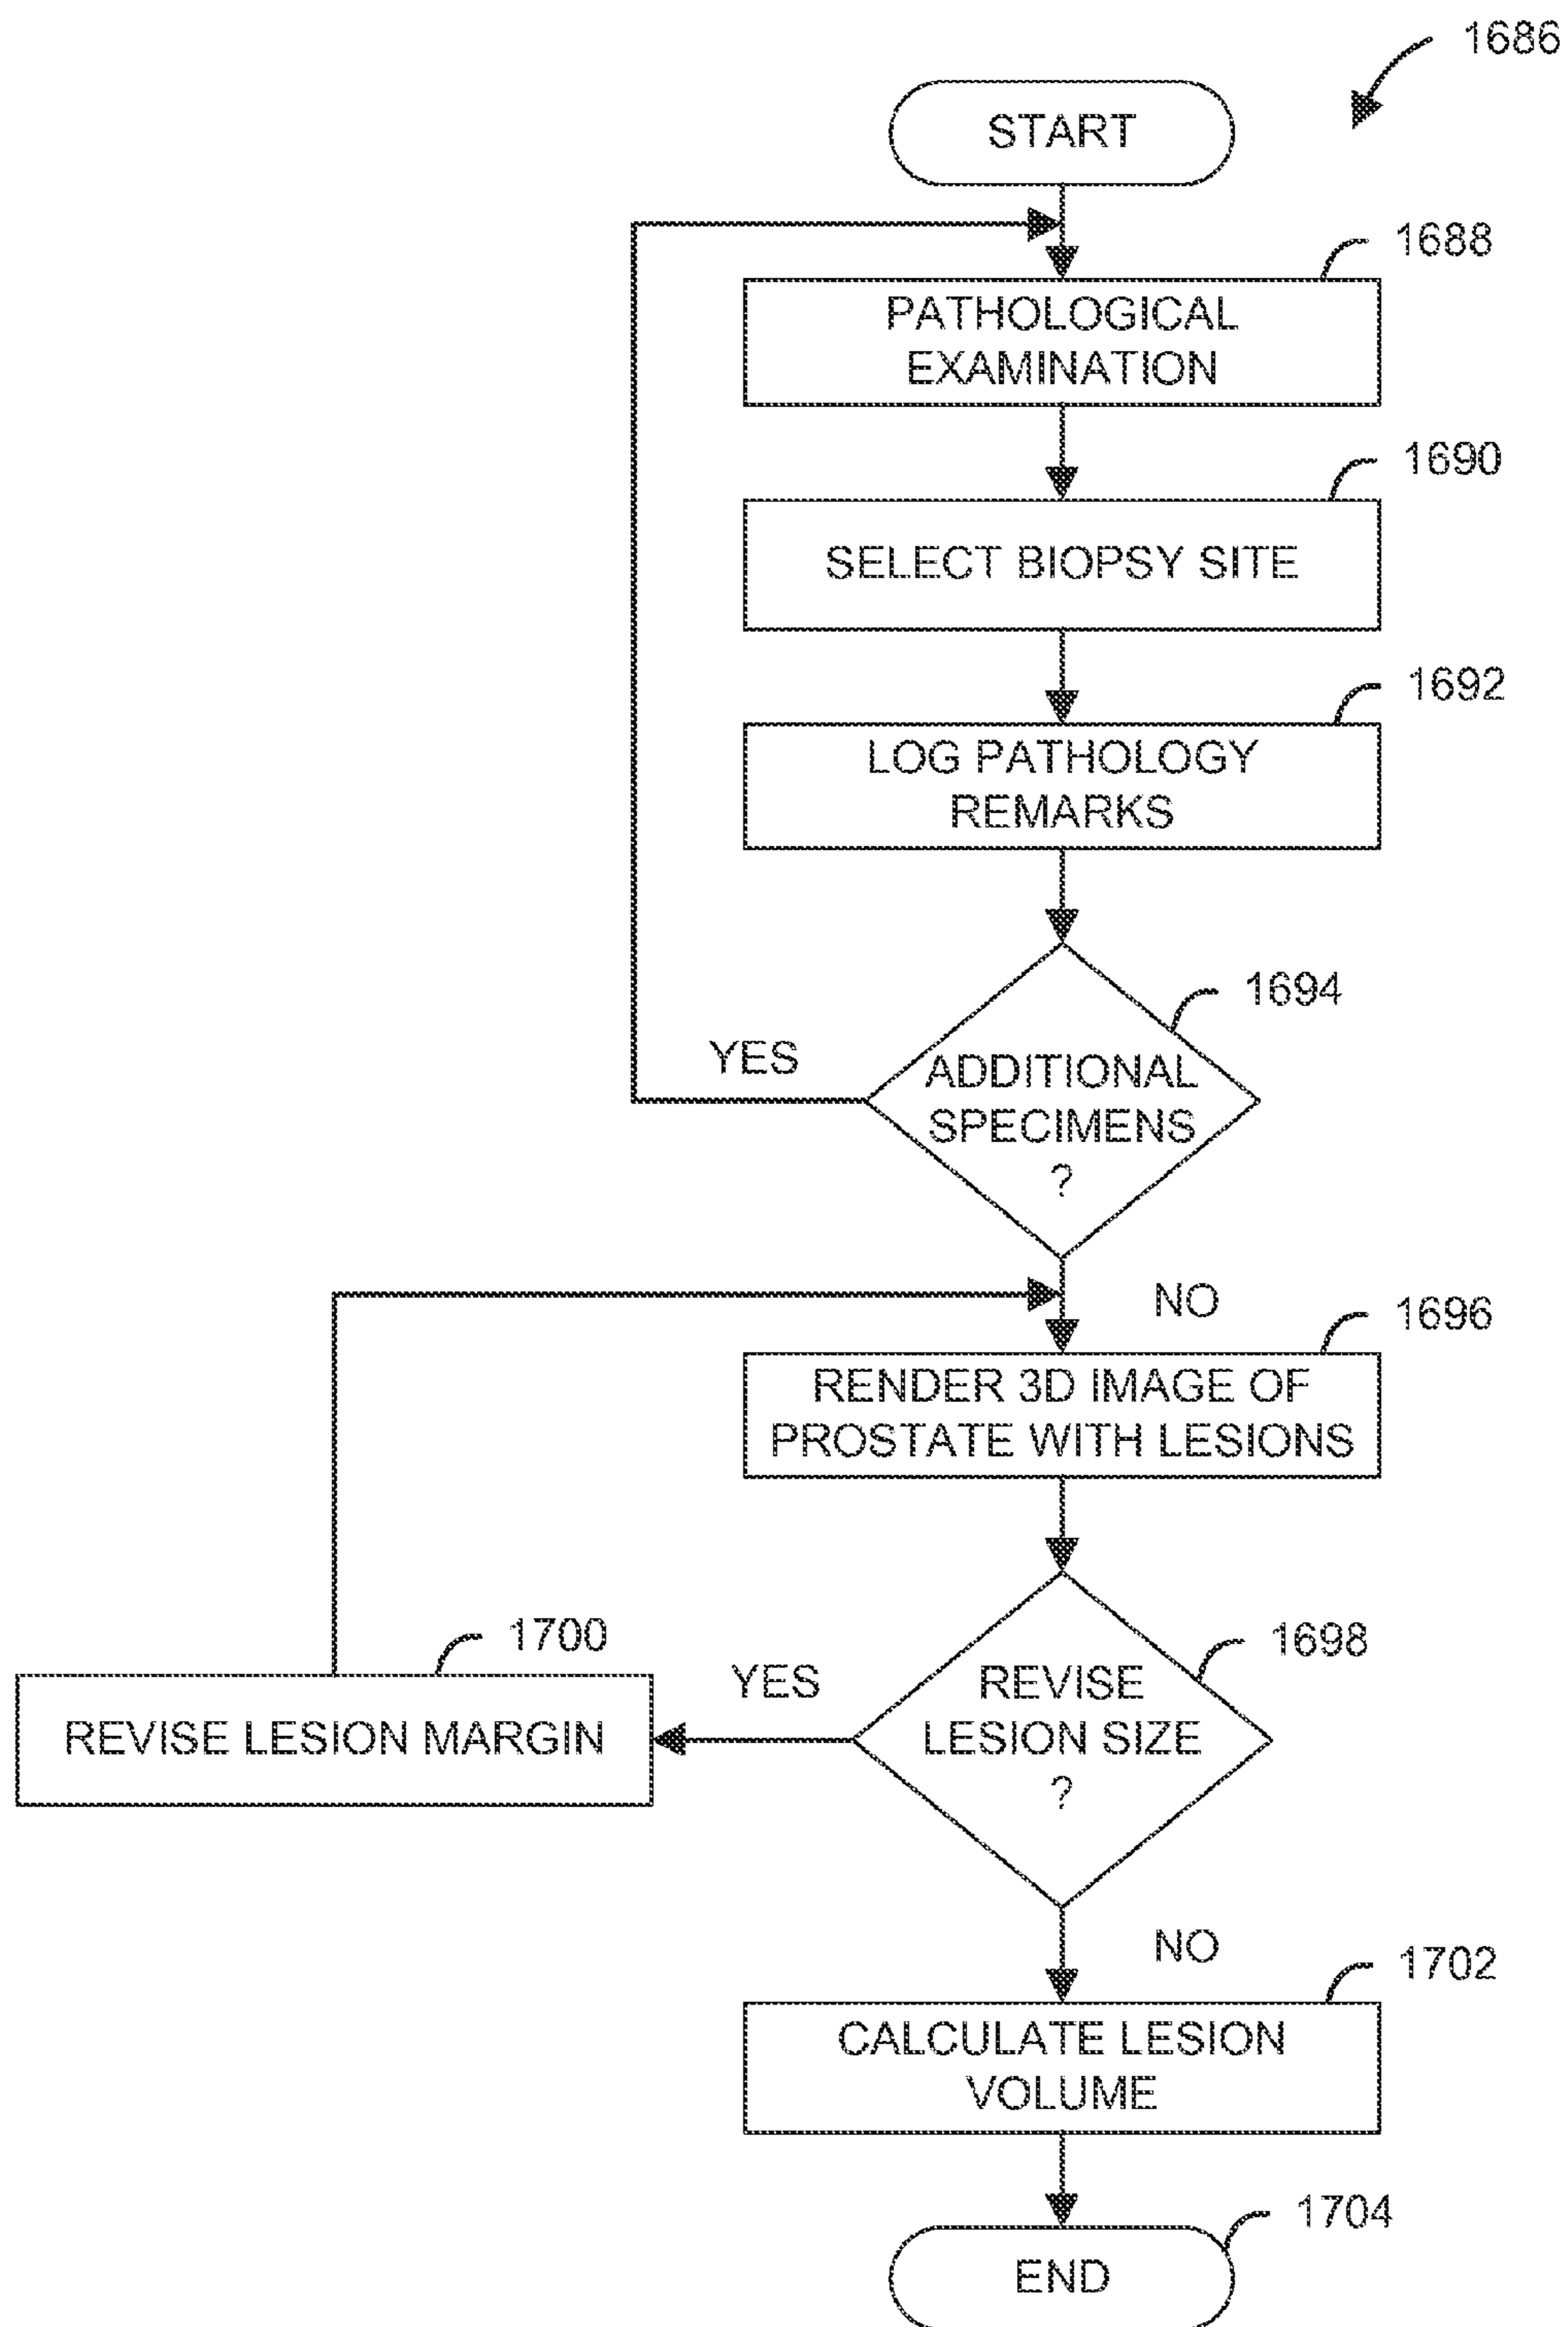 1686
START
1688
PATHOLOGICAL
EXAMINATION
1690
SELECT BIOPSY SITE
1692
LOG PATHOLOGY
REMARKS
1694
YES
ADDITIONAL
SPECIMENS
?
NO
1696
RENDER 3D IMAGE OF
PROSTATE WITH LESIONS
1700
REVISE LESION MARGIN
YES
1698
REVISE
LESION SIZE
?
NO
1702
CALCULATE LESION
VOLUME
1704
END